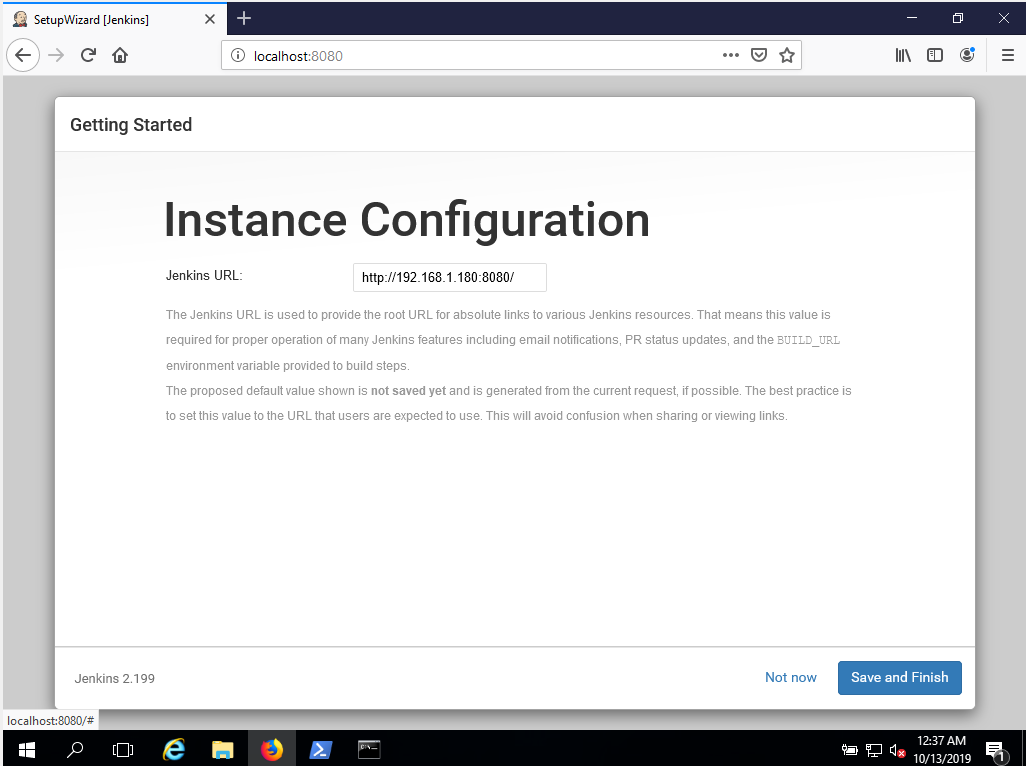 SetupWizard [Jenkins]
localhost:8080
Getting Started
Instance Configuration
Jenkins URL:
http://192.168.1.180:8080/
The Jenkins URL is used to provide the root URL for absolute links to various Jenkins resources. That means this value is
required for proper operation of many Jenkins features including email notifications, PR status updates, and the BUILD_URL
environment variable provided to build steps.
The proposed default value shown is not saved yet and is generated from the current request, if possible. The best practice is
to set this value to the URL that users are expected to use. This will avoid confusion when sharing or viewing links.
Jenkins 2.199
Not now
Save and Finish
localhost:8080/#
12:37 AM
10/13/2019
1